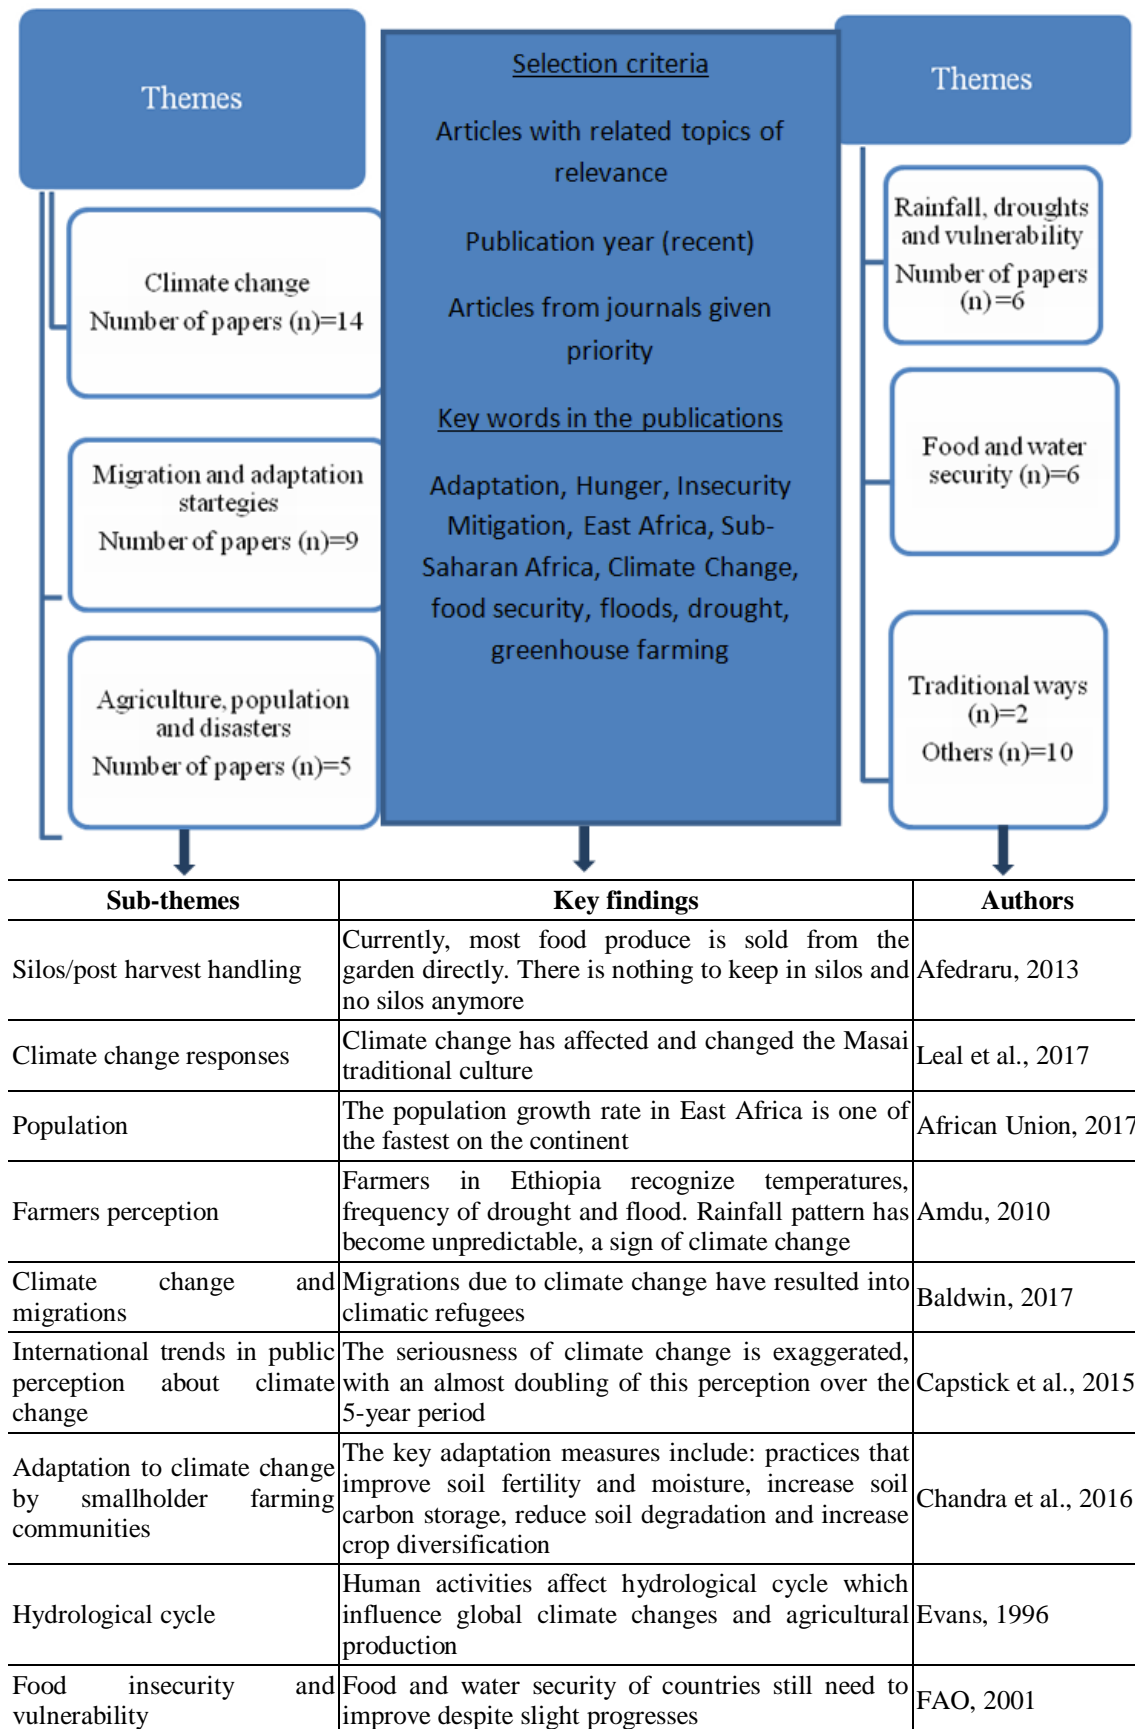 Themes
Climate change
Number of papers (n)=14
Migration and adaptation
startegies
Number of papers (n)=9
Agriculture, population
and disasters
Number of papers (n)=5
Selection criteria
Articles with related topics of
relevance
Publication year (recent)
Articles from journals given
priority
Key words in the publications
Adaptation, Hunger, Insecurity
Mitigation, East Africa, Sub-
Saharan Africa, Climate Change,
food security, floods, drought,
greenhouse farming
Themes
Rainfall, droughts
and vulnerability
Number of papers
(n)=6
Food and water
security (n)=6
Traditional ways
(n)=2
Others (n)=10
Sub-themes
Key findings
Authors
Silos/post harvest handling
Currently, most food produce is sold from the
garden directly. There is nothing to keep in silos and
no silos anymore
Afedraru, 2013
Climate change responses
Climate change has affected and changed the Masai
traditional culture
Leal et al., 2017
Population
The population growth rate in East Africa is one of
the fastest on the continent
African Union, 2017
Farmers perception
Farmers in Ethiopia recognize temperatures,
frequency of drought and flood. Rainfall pattern has
become unpredictable, a sign of climate change
Amdu, 2010
Climate change and
migrations
Migrations due to climate change have resulted into
climatic refugees
Baldwin, 2017
International trends in public
perception about climate
change
The seriousness of climate change is exaggerated,
with an almost doubling of this perception over the
5-year period
Capstick et al., 2015
Adaptation to climate change
by smallholder farming
communities
The key adaptation measures include: practices that
improve soil fertility and moisture, increase soil
carbon storage, reduce soil degradation and increase
crop diversification
Chandra et al., 2016
Hydrological cycle
Human activities affect hydrological cycle which
influence global climate changes and agricultural
production
Evans, 1996
Food insecurity and
vulnerability
Food and water security of countries still need to
improve despite slight progresses
FAO, 2001